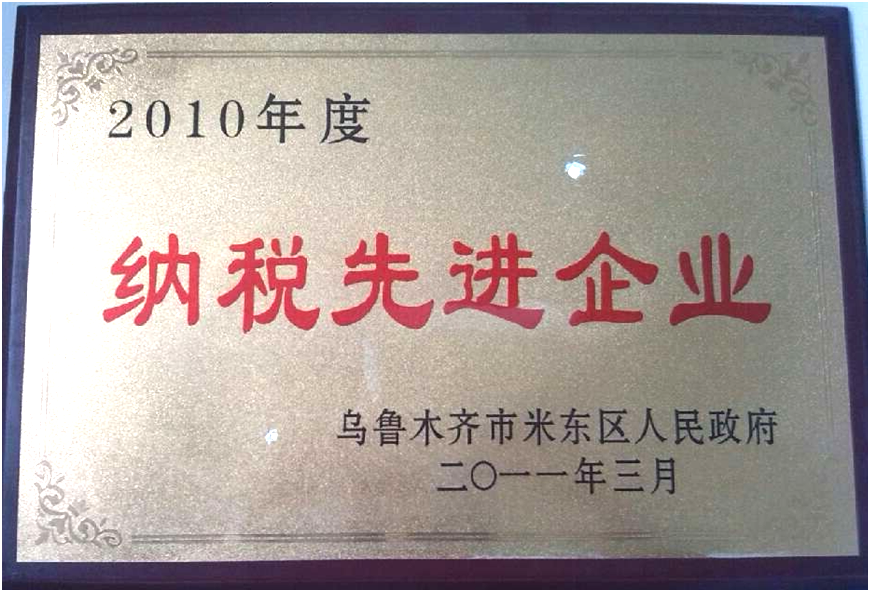 2010年度
纳税先进企业
乌鲁木齐市米东区人民政府
二〇一一年三月